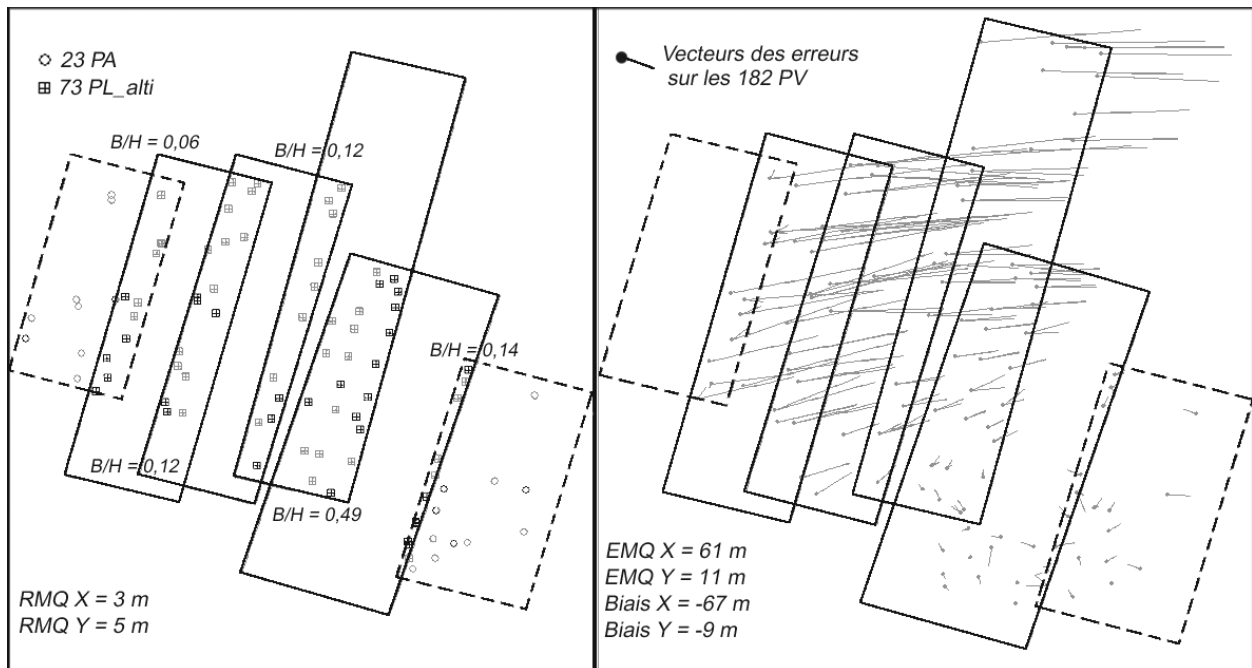 23 PA
73 PL_alti
B/H = 0,06
B/H = 0,12
B/H = 0,14
B/H = 0,12
B/H = 0,49
RMQ X = 3 m
RMQ Y = 5 m
Vecteurs des erreurs
sur les 182 PV
EMQ X = 61 m
EMQ Y = 11 m
Biais X = -67 m
Biais Y = -9 m